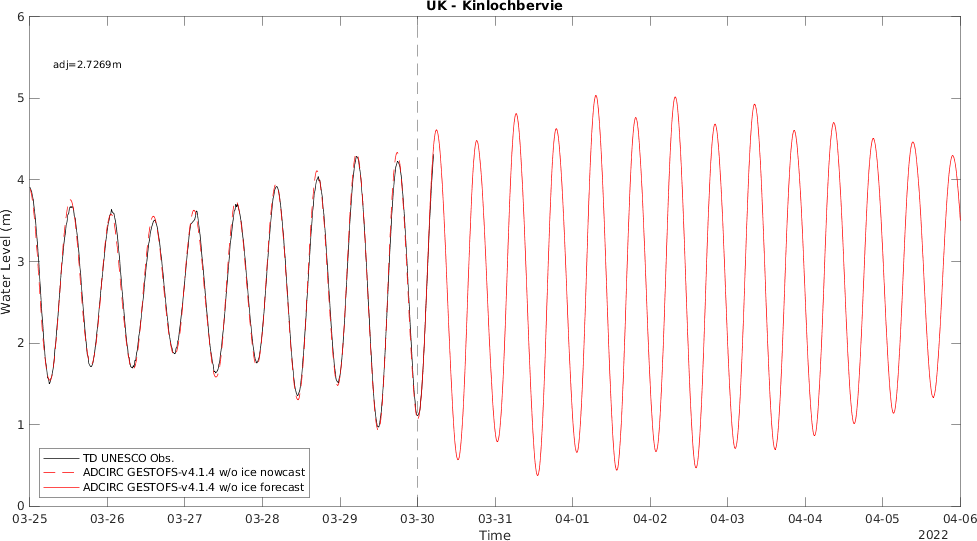 UK - Kinlochbervie
6
adj=2.7269m
5
4
3
2
1
0
Water Level (m)
TD UNESCO Obs.
ADCIRC GESTOFS-v4.1.4 w/o ice nowcast
ADCIRC GESTOFS-v4.1.4 w/o ice forecast
03-25 03-26 03-27 03-28 03-29 03-30 03-31 04-01 04-02 04-03 04-04 04-05 04-06
Time
2022